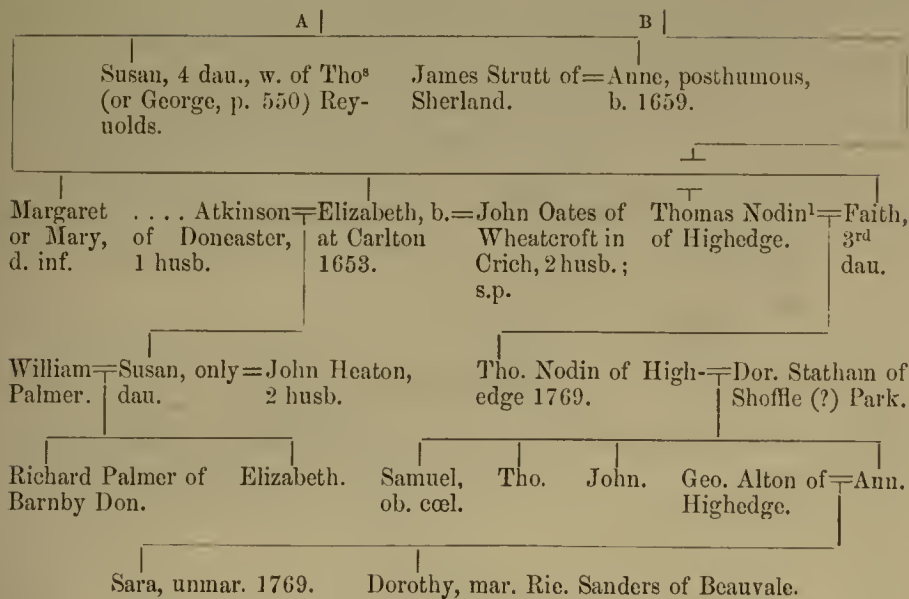 A B
Susan, 4 dau., w. of Thoˢ
(or George, p. 550) Rey-
nolds.
James Strutt of=Anne, posthumous,
Sherland. b. 1659.
Margaret
or Mary,
d. inf.
.... Atkinson=Elizabeth, b.=John Oates of
of Doncaster, at Carlton Wheatcroft in
1 husb. 1653. Crich, 2 husb.;
s.p.
Thomas Nodin¹=Faith,
of Highedge. 3rd
dau.
William=Susan, only=John Heaton,
Palmer. dau. 2 husb.
Tho. Nodin of High-=Dor. Statham of
edge 1769. Shoffle (?) Park.
Richard Palmer of
Barnby Don.
Elizabeth.
Samuel,
ob. cœl.
Tho.
John.
Geo. Alton of=Ann.
Highedge.
Sara, unmar. 1769. Dorothy, mar. Ric. Sanders of Beauvale.